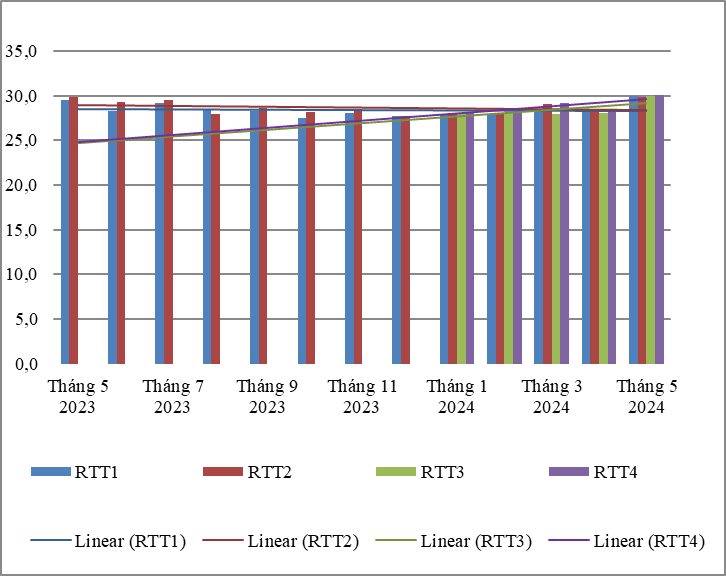 35,0
30,0
25,0
20,0
15,0
10,0
5,0
0,0
Tháng 5 Tháng 7 Tháng 9 Tháng 11 Tháng 1 Tháng 3 Tháng 5
2023 2023 2023 2023 2024 2024 2024
RTT1 RTT2 RTT3 RTT4
Linear (RTT1) Linear (RTT2) Linear (RTT3) Linear (RTT4)